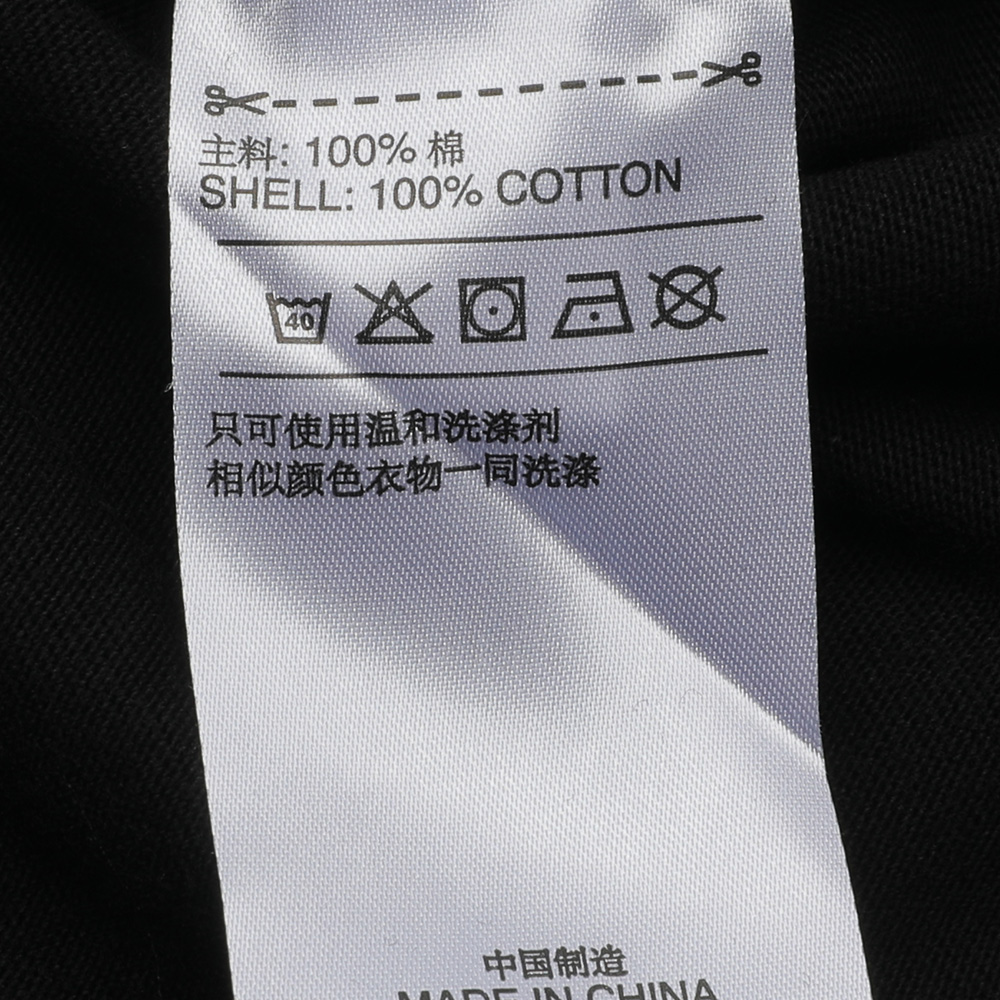 主料: 100% 棉
SHELL: 100% COTTON
40
只可使用温和洗涤剂
相似颜色衣物一同洗涤
中国制造
MADE IN CHINA